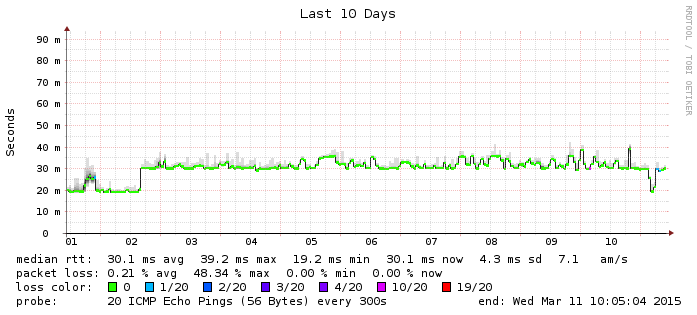 Last 10 Days
RRDTOOL / TOBI OETIKER
Seconds
90 m
80 m
70 m
60 m
50 m
40 m
30 m
20 m
10 m
0
01 02 03 04 05 06 07 08 09 10
median rtt: 30.1 ms avg 39.2 ms max 19.2 ms min 30.1 ms now 4.3 ms sd 7.1 am/s
packet loss: 0.21 % avg 48.34 % max 0.00 % min 0.00 % now
loss color: 0 1/20 2/20 3/20 4/20 10/20 19/20
probe: 20 ICMP Echo Pings (56 Bytes) every 300s end: Wed Mar 11 10:05:04 2015